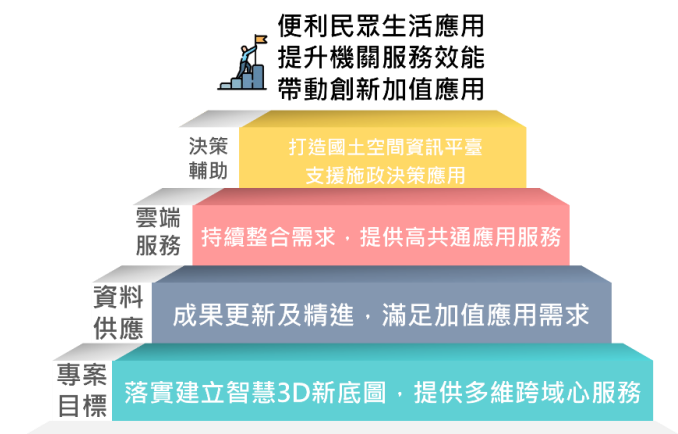 便利民眾生活應用
提升機關服務效能
帶動創新加值應用
決策
輔助
打造國土空間資訊平臺
支援施政決策應用
雲端
服務
持續整合需求，提供高共通應用服務
資料
供應
成果更新及精進，滿足加值應用需求
專案
目標
落實建立智慧3D新底圖，提供多維跨域心服務